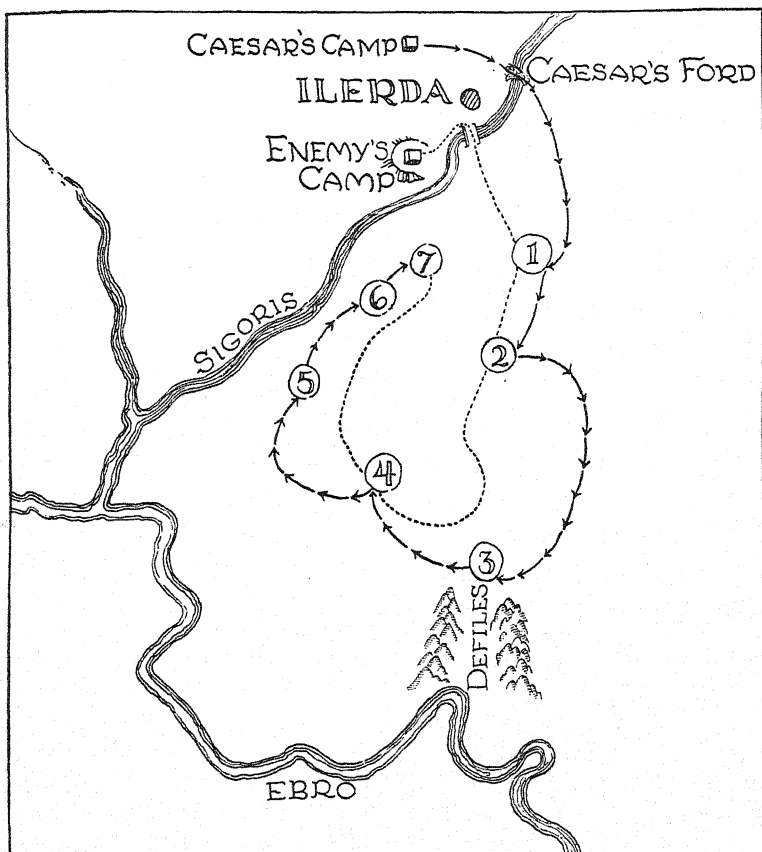 CAESAR'S CAMP
CAESAR'S FORD
ILERDA
ENEMY'S
CAMP
1
7
6
SIGORIS
2
5
4
3
DEFILES
EBRO